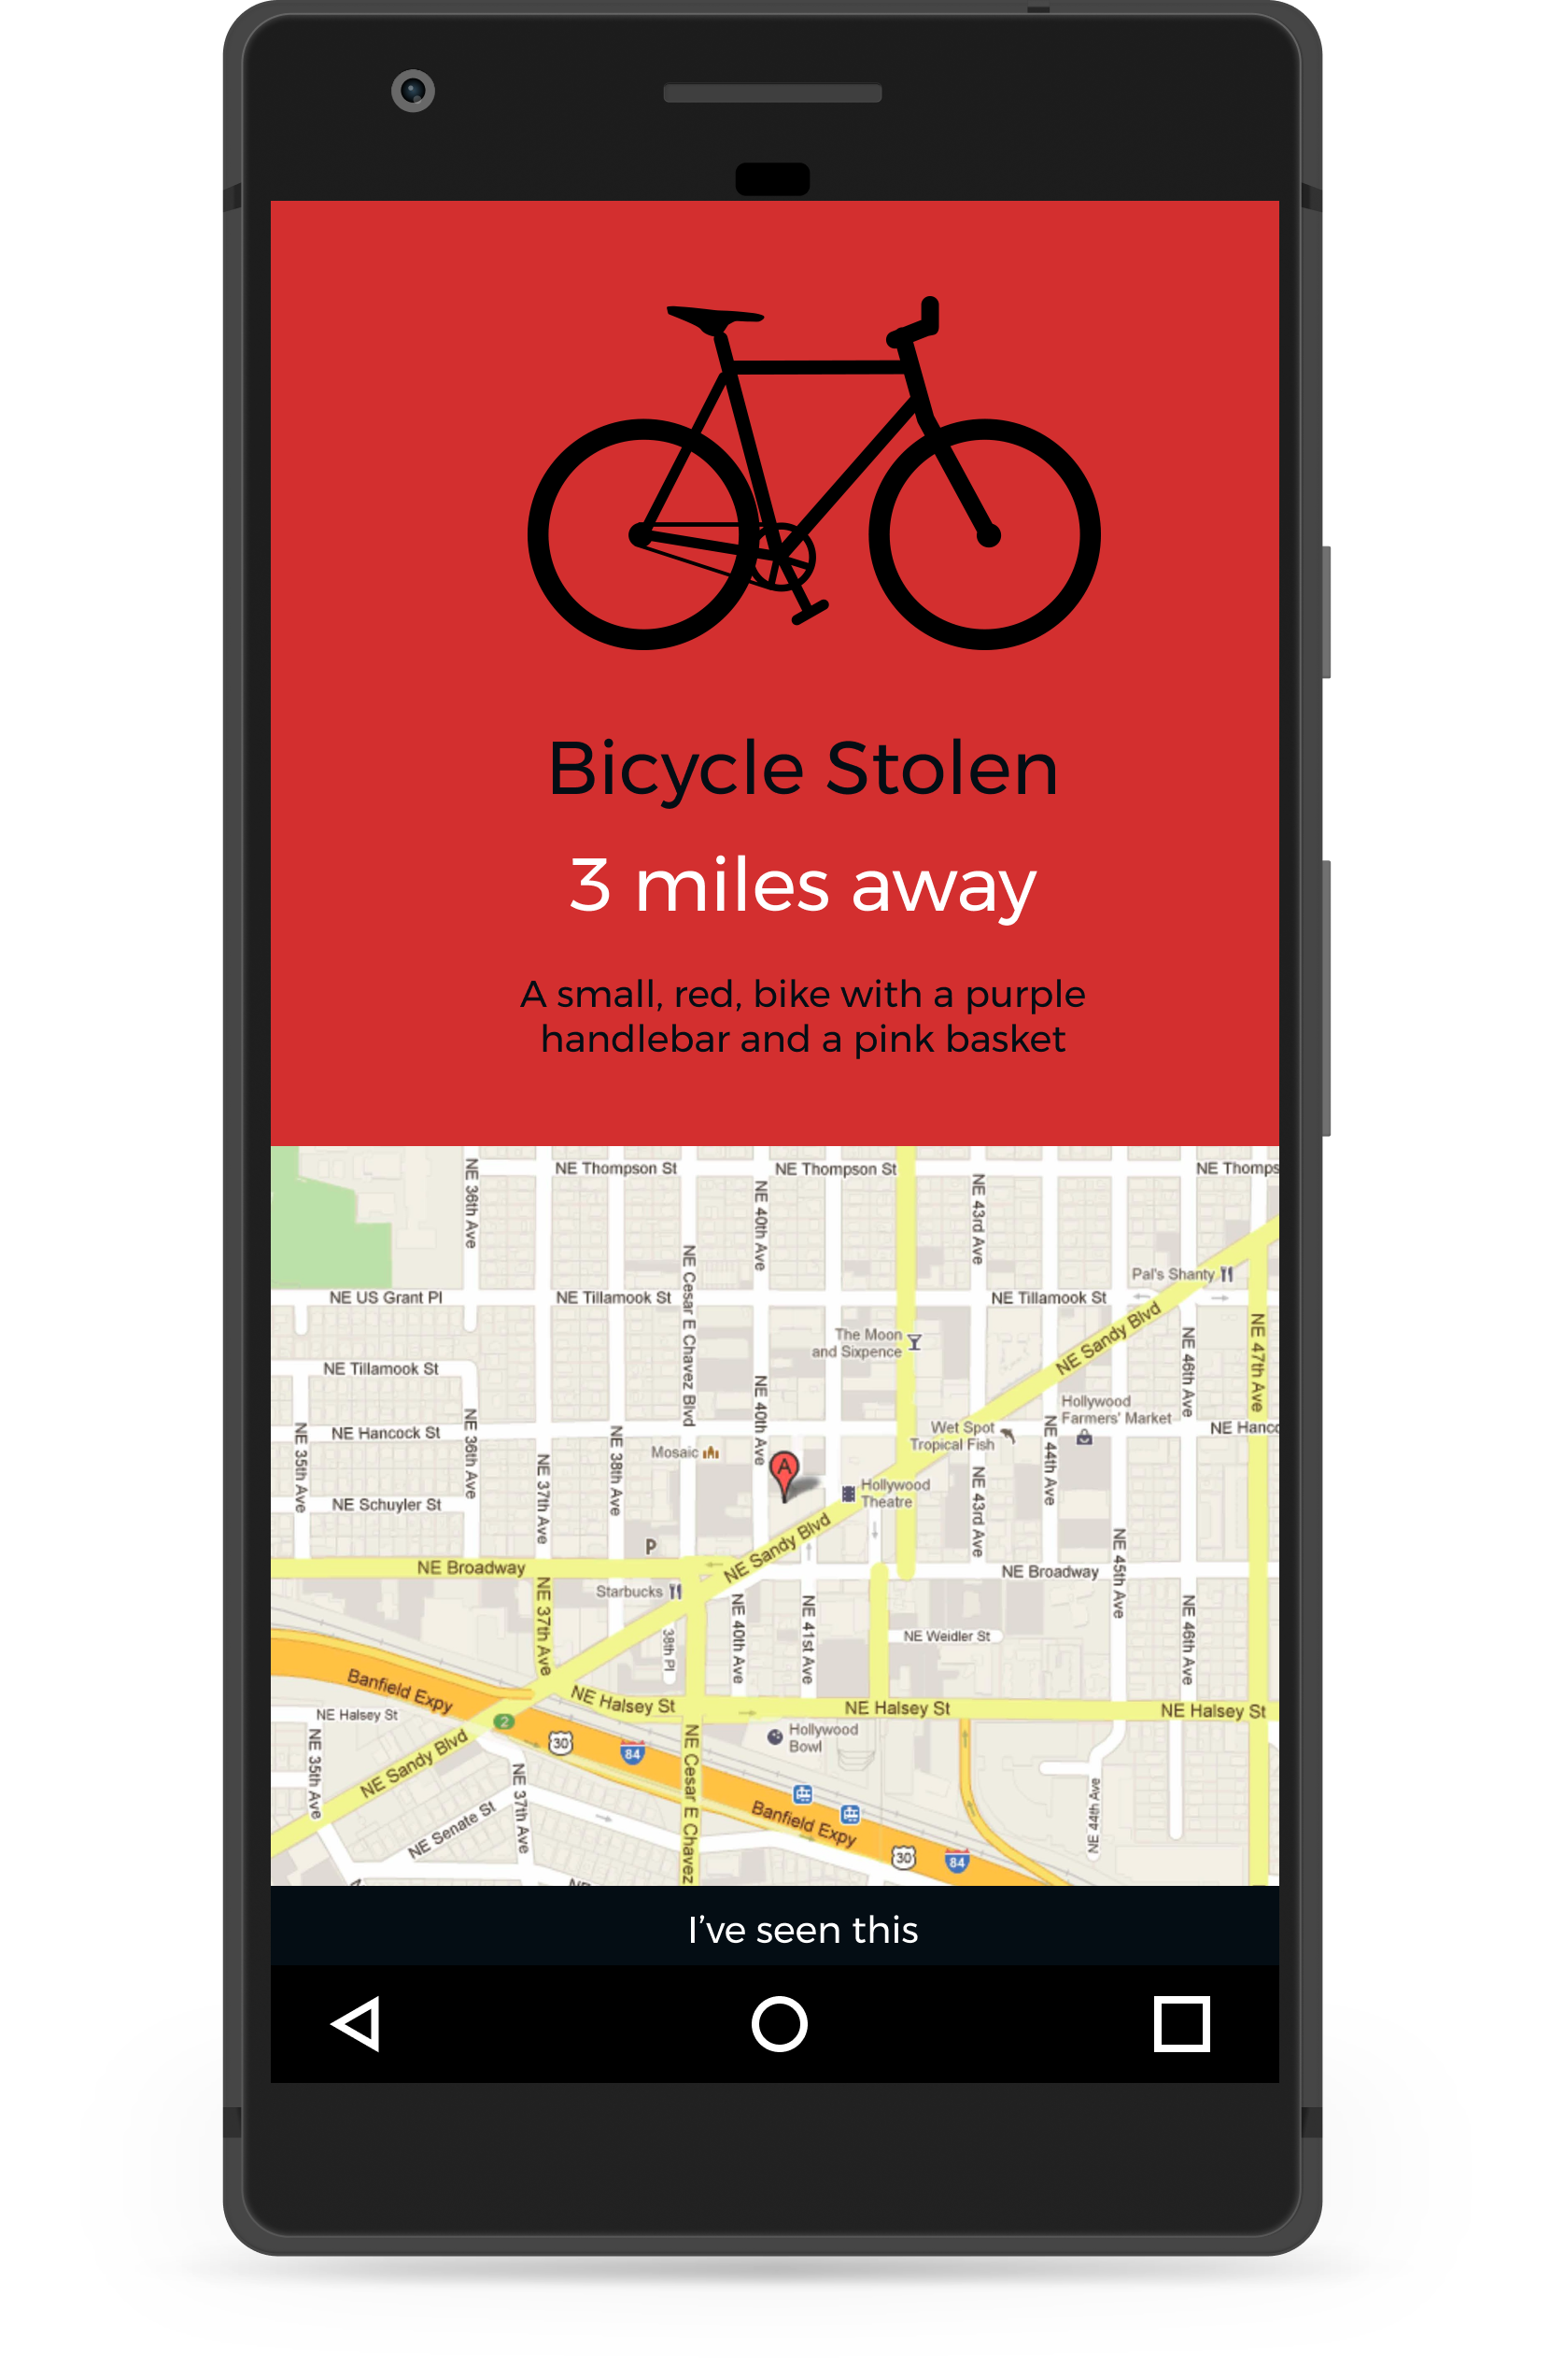 Bicycle Stolen
3 miles away
A small, red, bike with a purple
handlebar and a pink basket
NE Thompson St
NE Thompson St
NE Thomps
NE 36th Ave
NE 40th Ave
NE 43rd Ave
NE Cesar E Chavez Blvd
Pal's Shanty
NE US Grant Pl
NE Tillamook St
NE Tillamook St
NE Sandy Blvd
NE 46th Ave
NE 47th Ave
The Moon
and Sixpence
NE Tillamook St
NE 40th Ave
Hollywood
Farmers' Market
NE 35th Ave
NE Hancock St
NE 36th Ave
NE 38th Ave
Mosaic
Wet Spot
Tropical Fish
NE 44th Ave
NE Hanco
NE 37th Ave
A
NE 43rd Ave
Hollywood
Theatre
NE Schuyler St
NE Sandy Blvd
P
NE 45th Ave
NE Broadway
NE Broadway
NE 37th Ave
Starbucks
NE 40th Ave
NE 41st Ave
NE 46th Ave
38th Pl
NE Weidler St
Banfield Expy
NE Halsey St
NE Halsey St
NE Halsey St
NE Halsey St
2
30
84
Hollywood
Bowl
NE 35th Ave
NE Sandy Blvd
NE Cesar E Chavez
NE 37th Ave
NE 44th Ave
NE Senate St
Banfield Expy
30
84
I’ve seen this